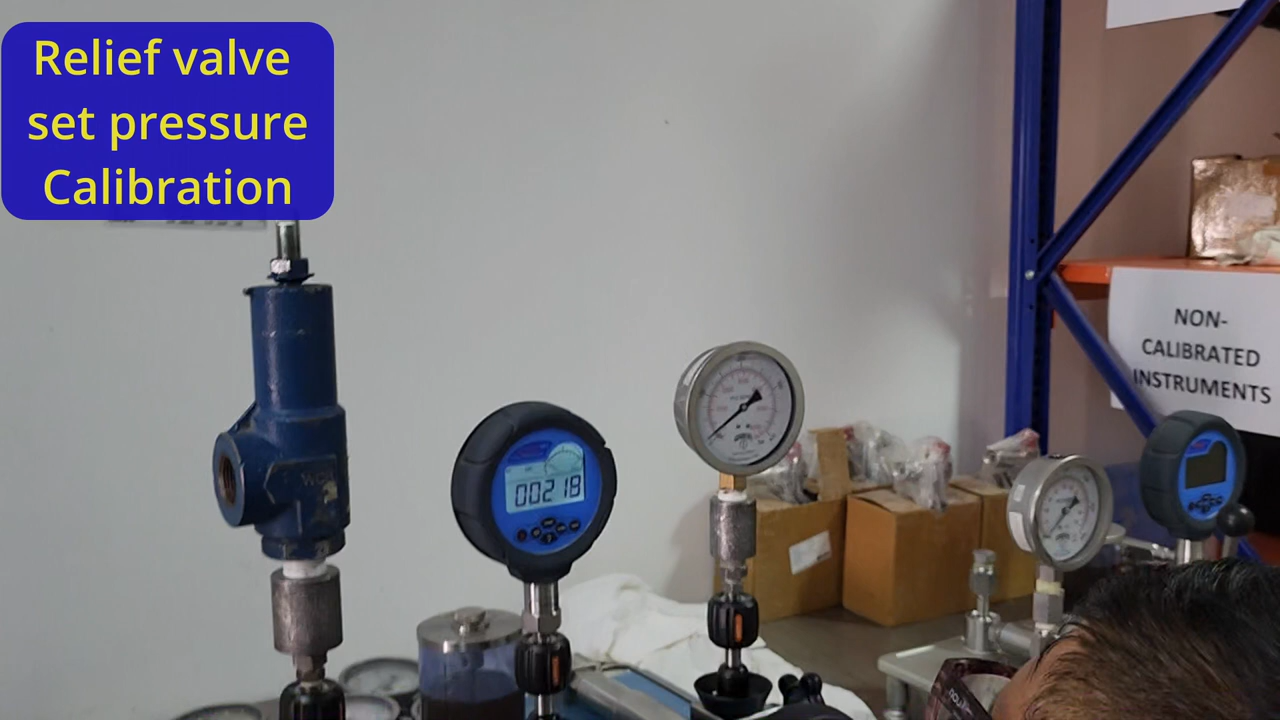 Relief valve
set pressure
Calibration
NON-
CALIBRATED
INSTRUMENTS
00218